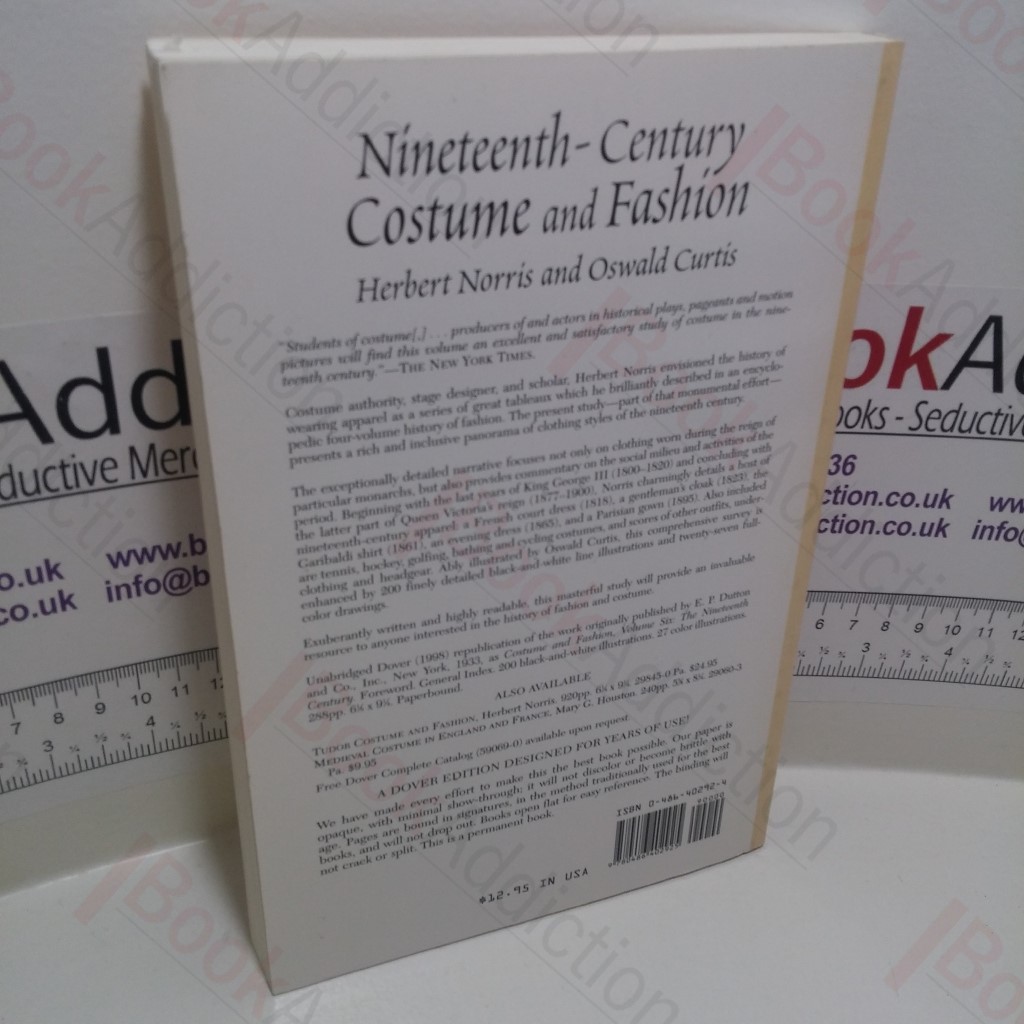 Nineteenth-Century
Costume and Fashion
Herbert Norris and Oswald Curtis
"Students of costume[,] . . . producers of and actors in historical plays, pageants and motion
pictures will find this volume an excellent and satisfactory study of costume in the nine-
teenth century."—THE NEW YORK TIMES.
Costume authority, stage designer, and scholar, Herbert Norris envisioned the history of
wearing apparel as a series of great tableaux which he brilliantly described in an encyclo-
pedic four-volume history of fashion. The present study—part of that monumental effort—
presents a rich and inclusive panorama of clothing styles of the nineteenth century.
The exceptionally detailed narrative focuses not only on clothing worn during the reign of
particular monarchs, but also provides commentary on the social milieu and activities of the
period. Beginning with the last years of King George III (1800–1820) and concluding with
the latter part of Queen Victoria's reign (1877–1900), Norris charmingly details a host of
nineteenth-century apparel: a French court dress (1818), a gentleman's cloak (1823), the
Garibaldi shirt (1861), an evening dress (1865), and a Parisian gown (1895). Also included
are tennis, hockey, golfing, bathing and cycling costumes, and scores of other outfits, under-
clothing and headgear. Ably illustrated by Oswald Curtis, this comprehensive survey is
enhanced by 200 finely detailed black-and-white line illustrations and twenty-seven full-
color drawings.
Exuberantly written and highly readable, this masterful study will provide an invaluable
resource to anyone interested in the history of fashion and costume.
Unabridged Dover (1998) republication of the work originally published by E. P. Dutton
and Co., Inc., New York, 1933, as Costume and Fashion, Volume Six: The Nineteenth
Century. Foreword. General Index. 200 black-and-white illustrations. 27 color illustrations.
288pp. 6⅛ x 9¼. Paperbound.
ALSO AVAILABLE
TUDOR COSTUME AND FASHION, Herbert Norris. 920pp. 6⅛ x 9¼ 29845-0 Pa. $24.95
MEDIEVAL COSTUME IN ENGLAND AND FRANCE, Mary G. Houston. 240pp. 5⅜ x 8½. 29060-3
Pa. $9.95
Free Dover Complete Catalog (59069-0) available upon request.
A DOVER EDITION DESIGNED FOR YEARS OF USE!
We have made every effort to make this the best book possible. Our paper is
opaque, with minimal show-through; it will not discolor or become brittle with
age. Pages are bound in signatures, in the method traditionally used for the best
books, and will not drop out. Books open flat for easy reference. The binding will
not crack or split. This is a permanent book.
ISBN 0-486-40292-4
90000
$12.95 IN USA
Add
ductive Mer
o.uk www.b
co.uk info@b
7 8 9 10 11 12
3 4
okAd
ooks - Seductive
36
ction.co.uk ww
ction.co.uk info
6 7 8 9 10 11 12
3 4
BookAddiction